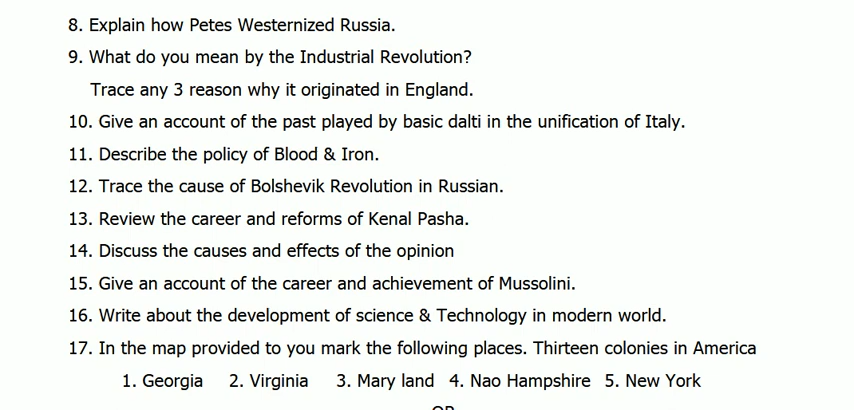 8. Explain how Petes Westernized Russia.
9. What do you mean by the Industrial Revolution?
Trace any 3 reason why it originated in England.
10. Give an account of the past played by basic dalti in the unification of Italy.
11. Describe the policy of Blood & Iron.
12. Trace the cause of Bolshevik Revolution in Russian.
13. Review the career and reforms of Kenal Pasha.
14. Discuss the causes and effects of the opinion
15. Give an account of the career and achievement of Mussolini.
16. Write about the development of science & Technology in modern world.
17. In the map provided to you mark the following places. Thirteen colonies in America
1. Georgia 2. Virginia 3. Mary land 4. Nao Hampshire 5. New York
OR